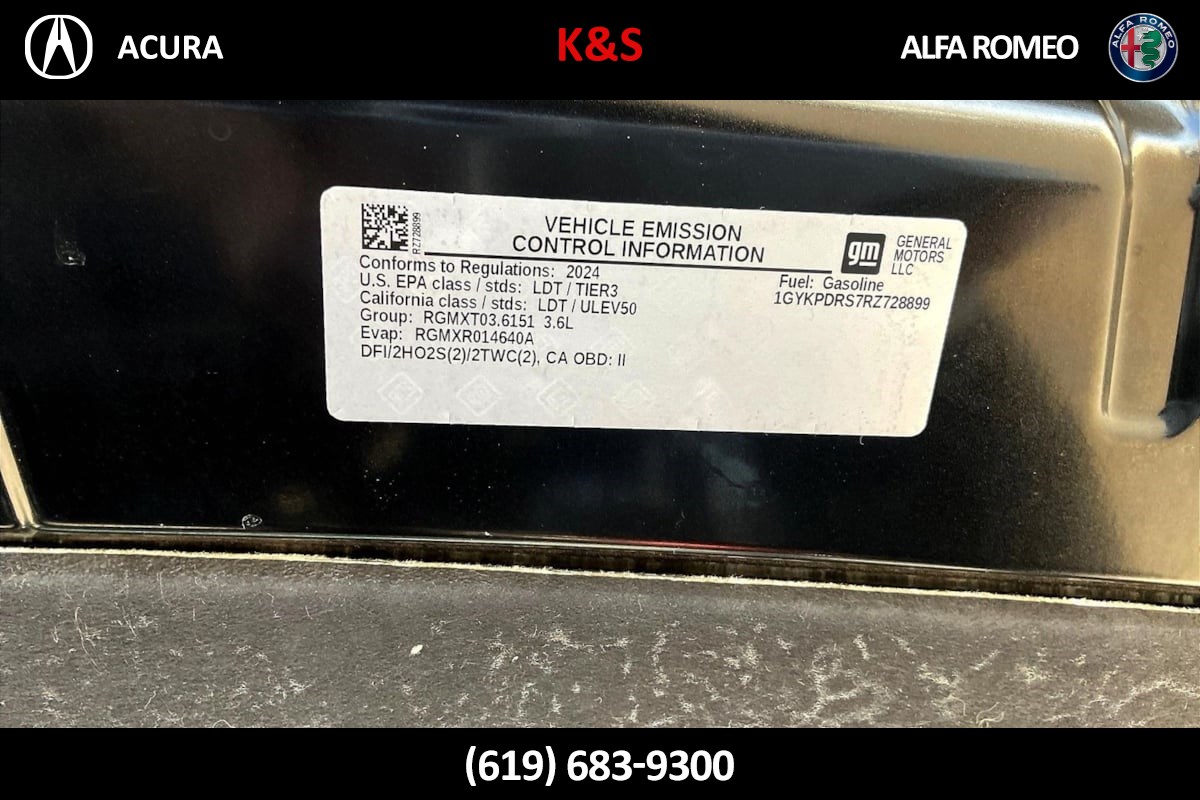 ACURA
K&S
ALFA ROMEO
ALFA ROMEO
RZ728899
VEHICLE EMISSION
CONTROL INFORMATION
gm
GENERAL
MOTORS
LLC
Conforms to Regulations: 2024
U.S. EPA class / stds: LDT / TIER3
California class / stds: LDT / ULEV50
Group: RGMXT03.6151 3.6L
Evap: RGMXR014640A
DFI/2HO2S(2)/2TWC(2), CA OBD: II
Fuel: Gasoline
1GYKPDRS7RZ728899
(619) 683-9300